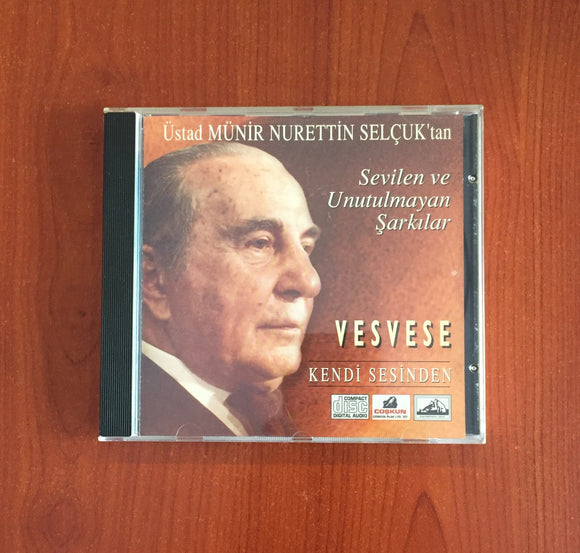 Üstad MÜNİR NURETTİN SELÇUK'tan
Sevilen ve
Unutulmayan
Şarkılar
VESVESE
KENDİ SESİNDEN
COMPACT
disc
DIGITAL AUDIO
COŞKUN